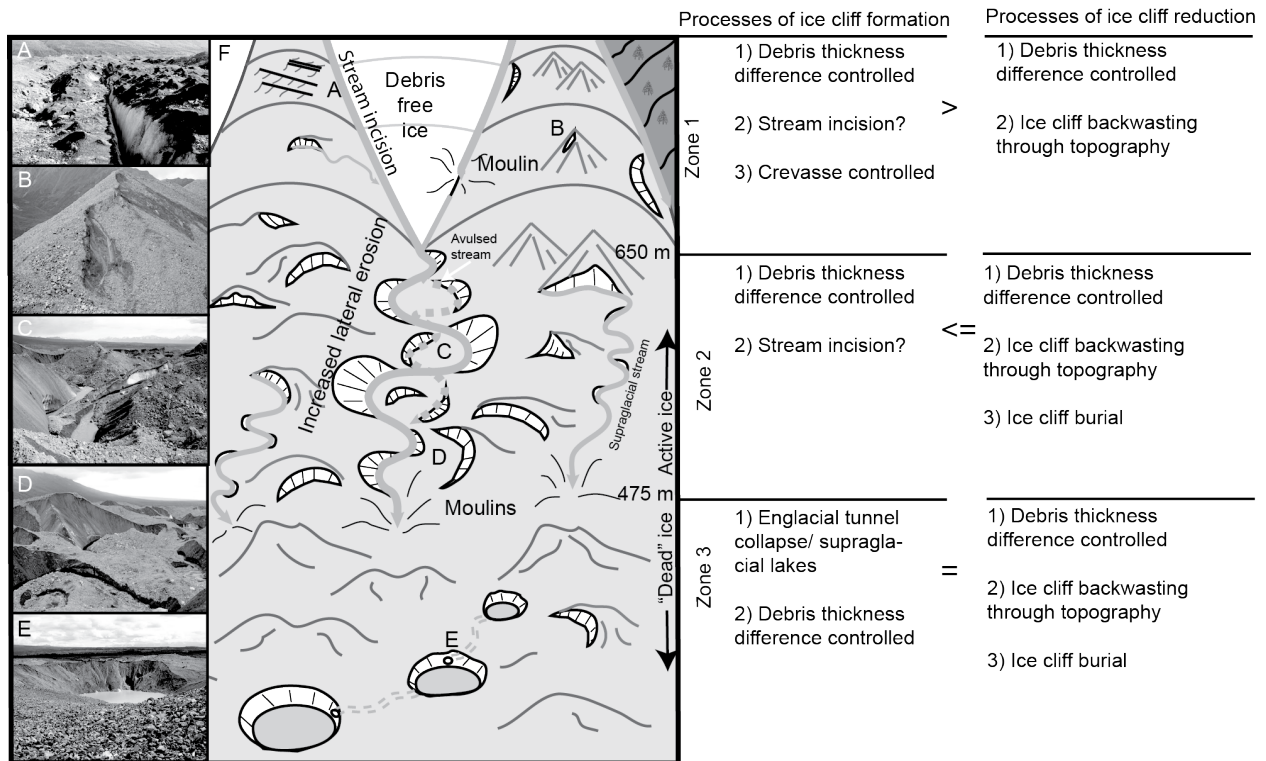 Processes of ice cliff formation
Processes of ice cliff reduction
A
B
C
D
E
F
A
Stream incision
Debris
free
ice
B
Moulin
Increased lateral erosion
Avulsed
stream
650 m
C
Supraglacial stream
Active ice
D
475 m
Moulins
"Dead" ice
E
Zone 1
1) Debris thickness
difference controlled
2) Stream incision?
3) Crevasse controlled
>
1) Debris thickness
difference controlled
2) Ice cliff backwasting
through topography
Zone 2
1) Debris thickness
difference controlled
2) Stream incision?
<=
1) Debris thickness
difference controlled
2) Ice cliff backwasting
through topography
3) Ice cliff burial
Zone 3
1) Englacial tunnel
collapse/ supragla-
cial lakes
2) Debris thickness
difference controlled
=
1) Debris thickness
difference controlled
2) Ice cliff backwasting
through topography
3) Ice cliff burial